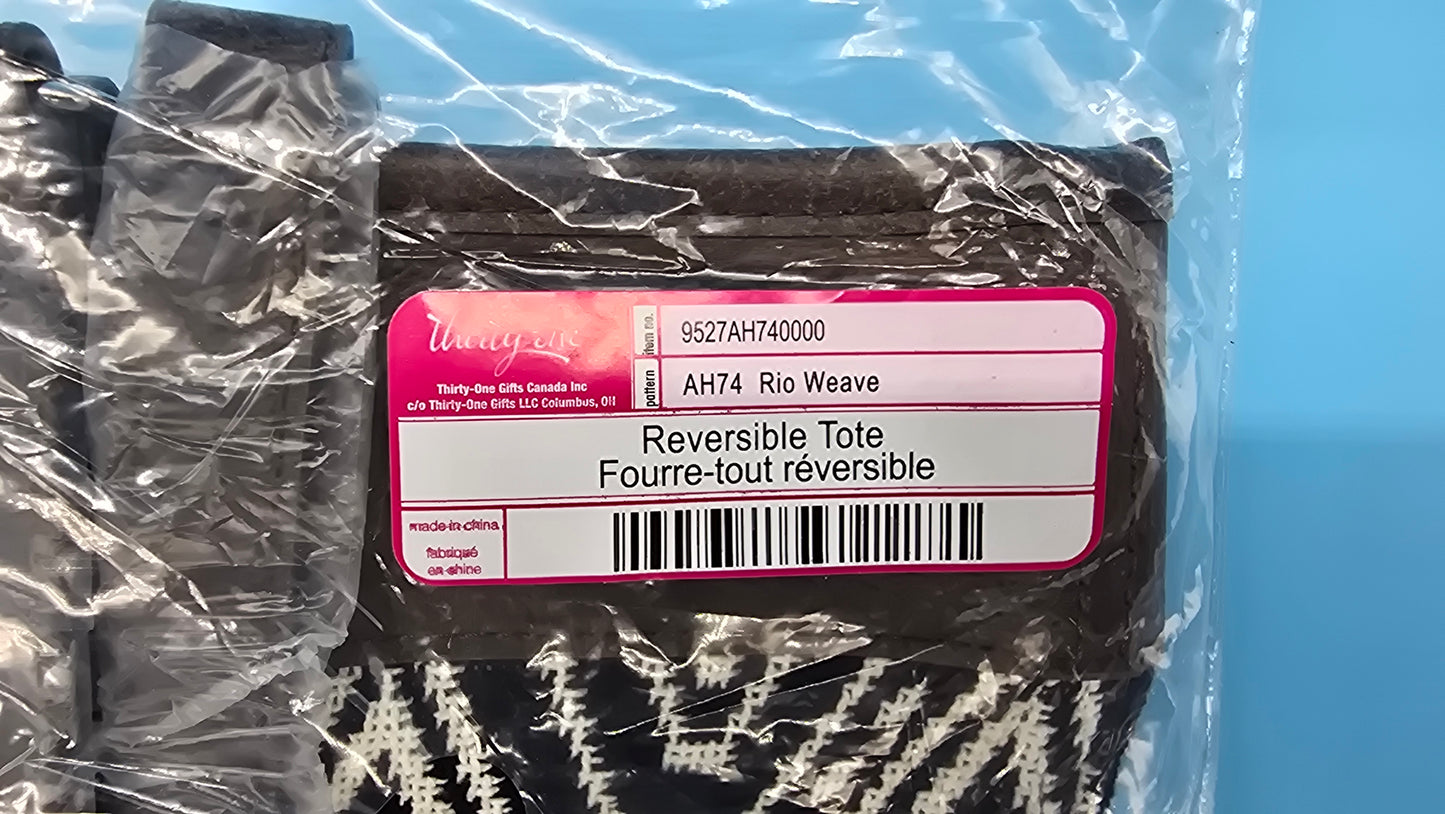 thirty-one
item no.
9527AH740000
pattern
AH74 Rio Weave
Thirty-One Gifts Canada Inc
c/o Thirty-One Gifts LLC Columbus, OH
Reversible Tote
Fourre-tout réversible
made in china
fabriqué
en chine